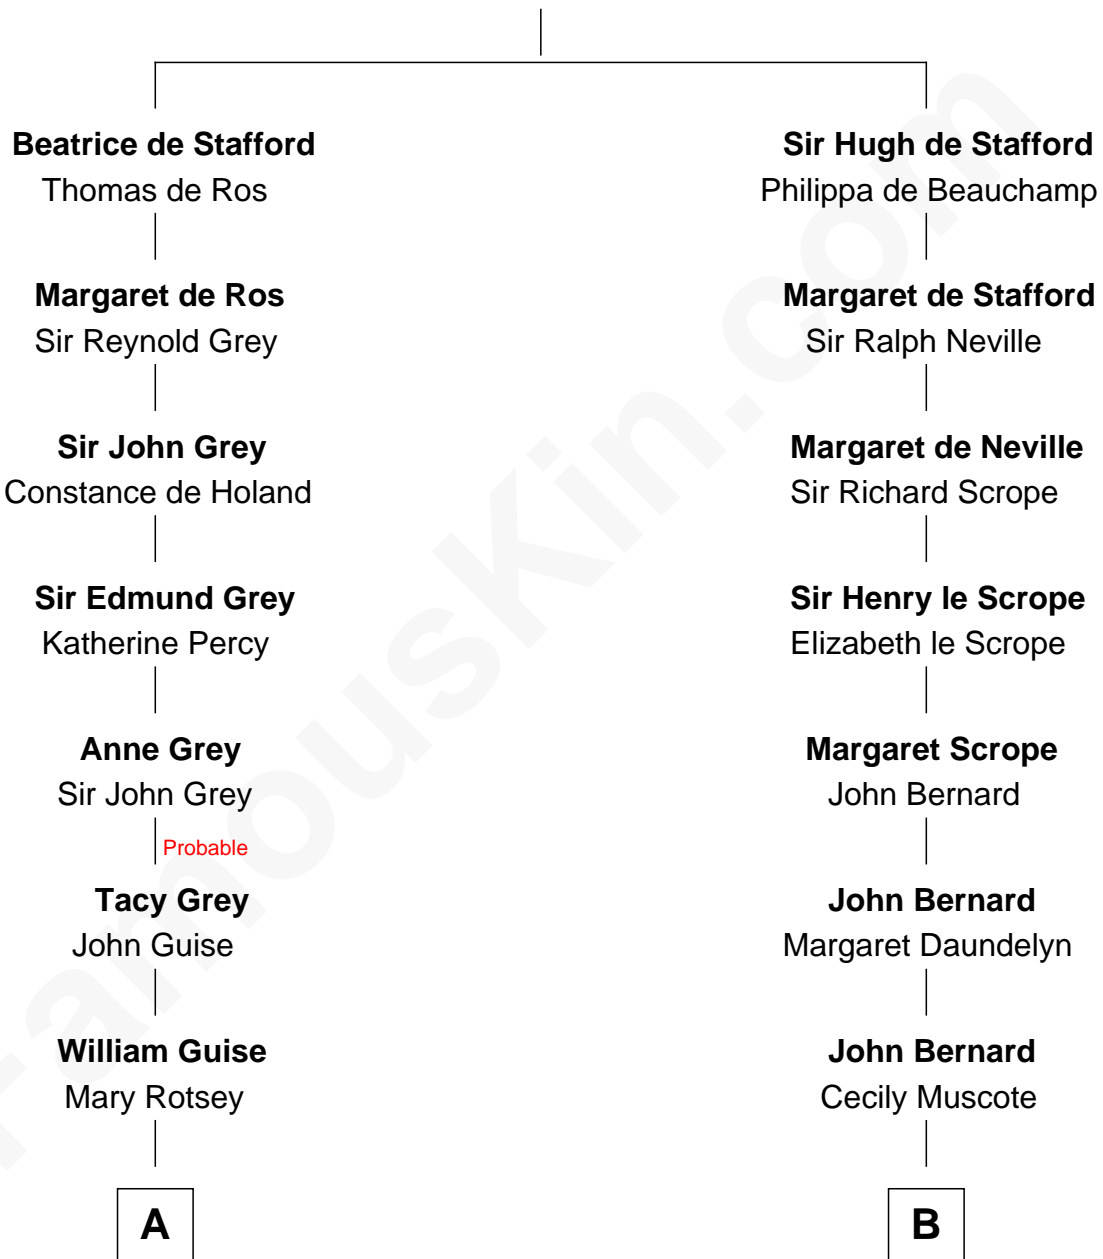 Beatrice de Stafford
Thomas de Ros
Margaret de Ros
Sir Reynold Grey
Sir John Grey
Constance de Holand
Sir Edmund Grey
Katherine Percy
Anne Grey
Sir John Grey
Probable
Tacy Grey
John Guise
William Guise
Mary Rotsey
A
Sir Hugh de Stafford
Philippa de Beauchamp
Margaret de Stafford
Sir Ralph Neville
Margaret de Neville
Sir Richard Scrope
Sir Henry le Scrope
Elizabeth le Scrope
Margaret Scrope
John Bernard
John Bernard
Margaret Daundelyn
John Bernard
Cecily Muscote
B
FamousKin.com